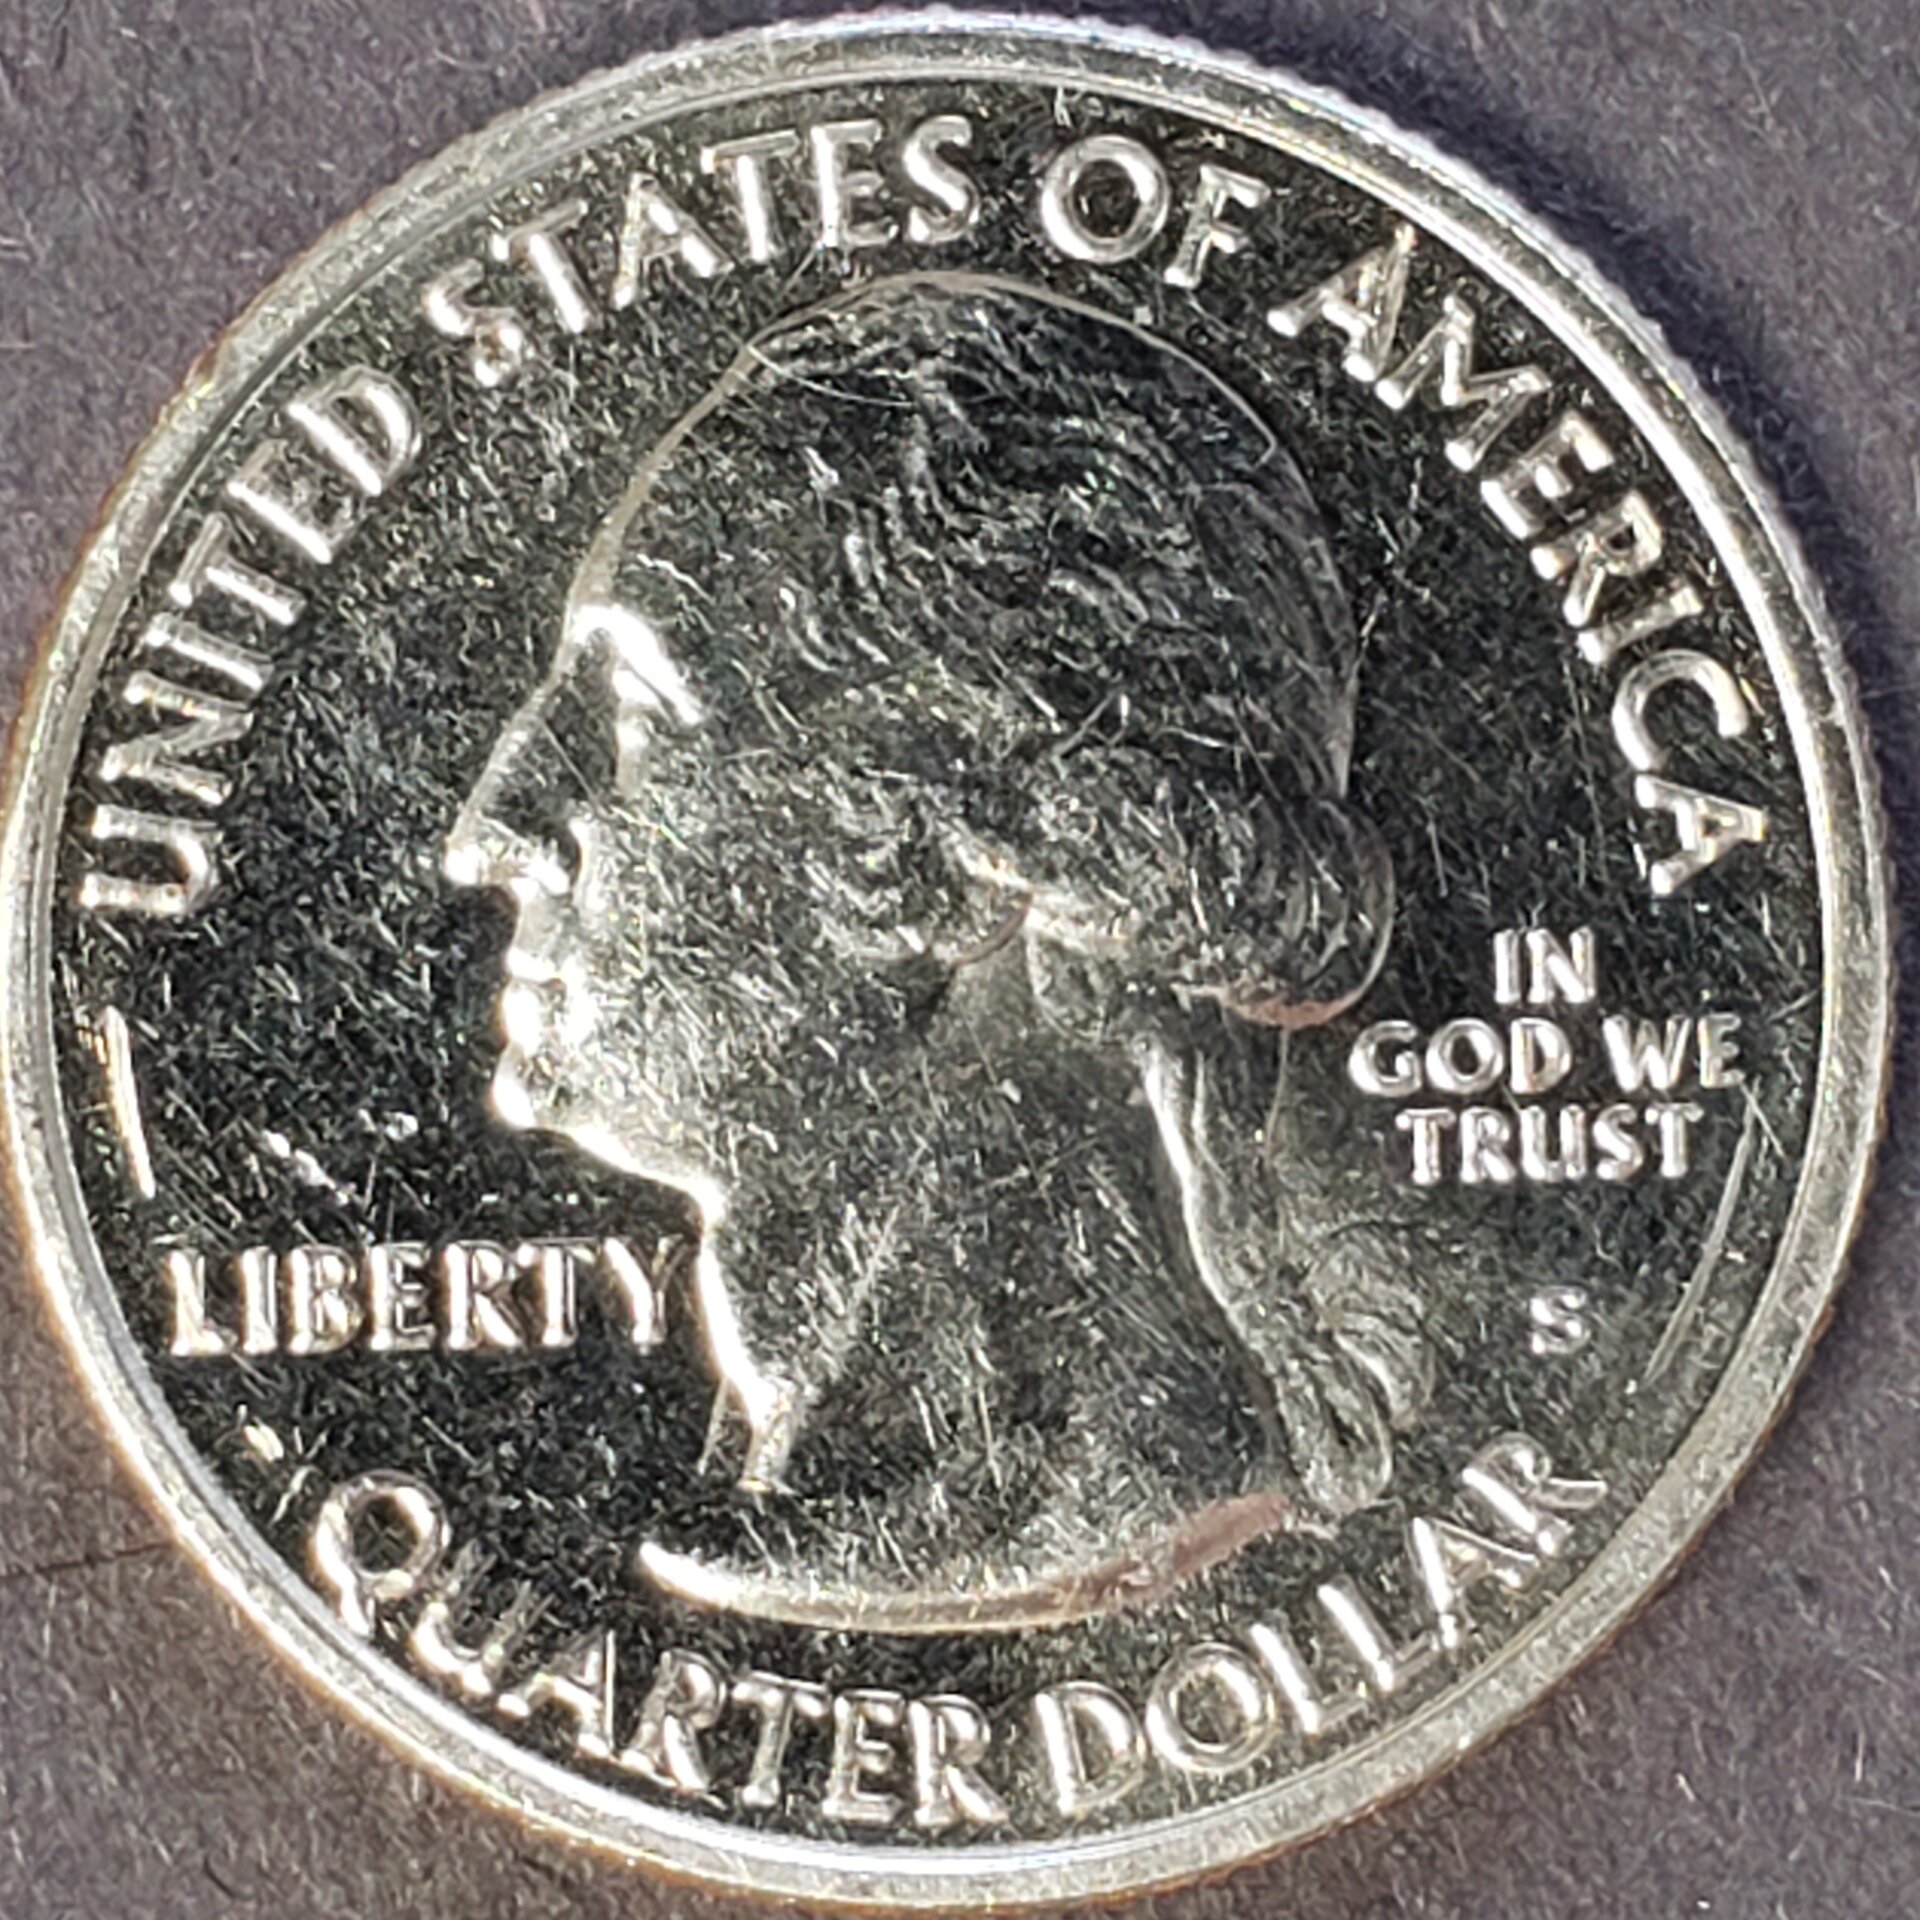 UNITED STATES OF AMERICA
IN
GOD WE
TRUST
LIBERTY
S
QUARTER DOLLAR